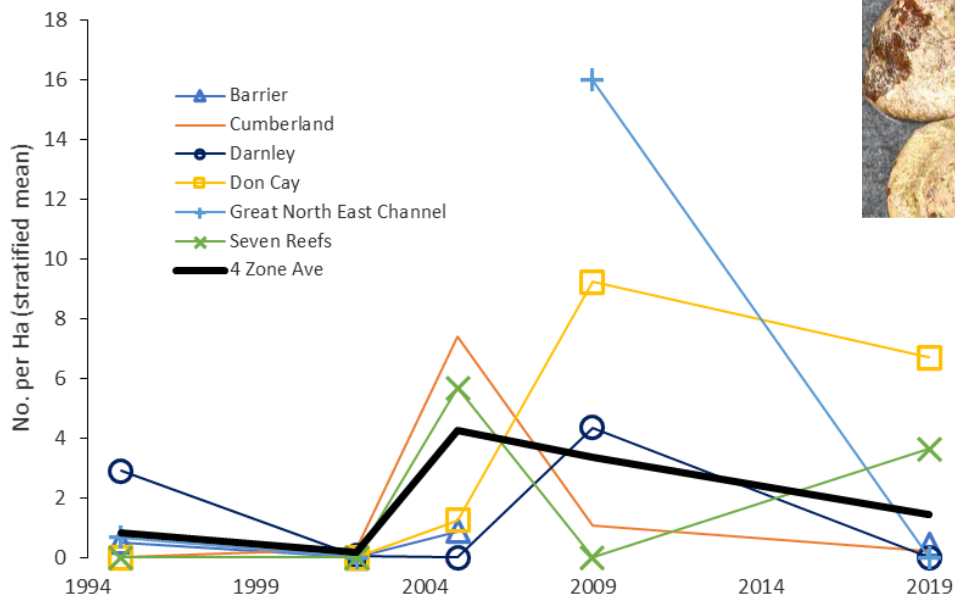 18
16
14
12
10
8
6
4
2
0
No. per Ha (stratified mean)
Barrier
Cumberland
Darnley
Don Cay
Great North East Channel
Seven Reefs
4 Zone Ave
1994 1999 2004 2009 2014 2019